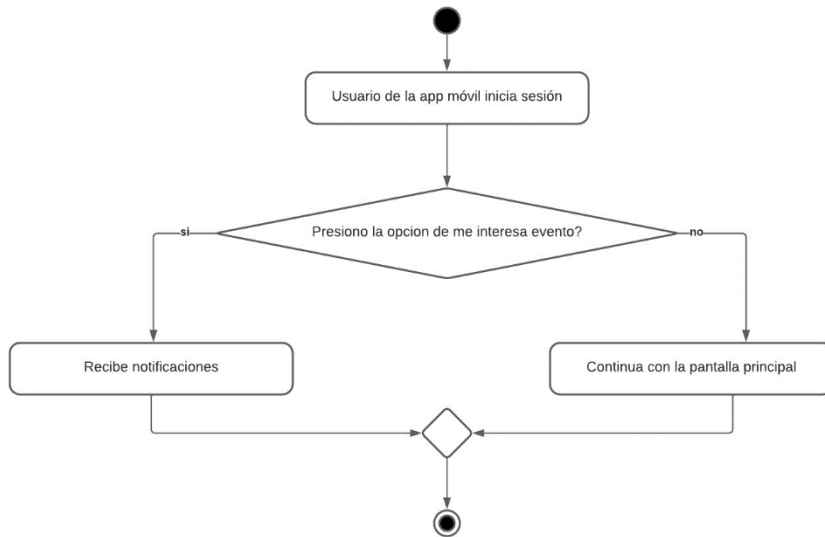 Usuario de la app móvil inicia sesión
Presiono la opcion de me interesa evento?
si
no
Recibe notificaciones
Continua con la pantalla principal